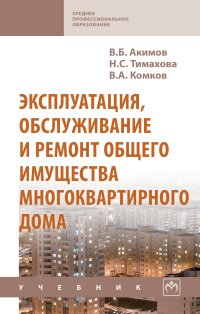 СРЕДНЕЕ
ПРОФЕССИОНАЛЬНОЕ
ОБРАЗОВАНИЕ
В.Б. Акимов
Н.С. Тимахова
В.А. Комков
ЭКСПЛУАТАЦИЯ,
ОБСЛУЖИВАНИЕ
И РЕМОНТ ОБЩЕГО
ИМУЩЕСТВА
МНОГОКВАРТИРНОГО
ДОМА
УЧЕБНИК